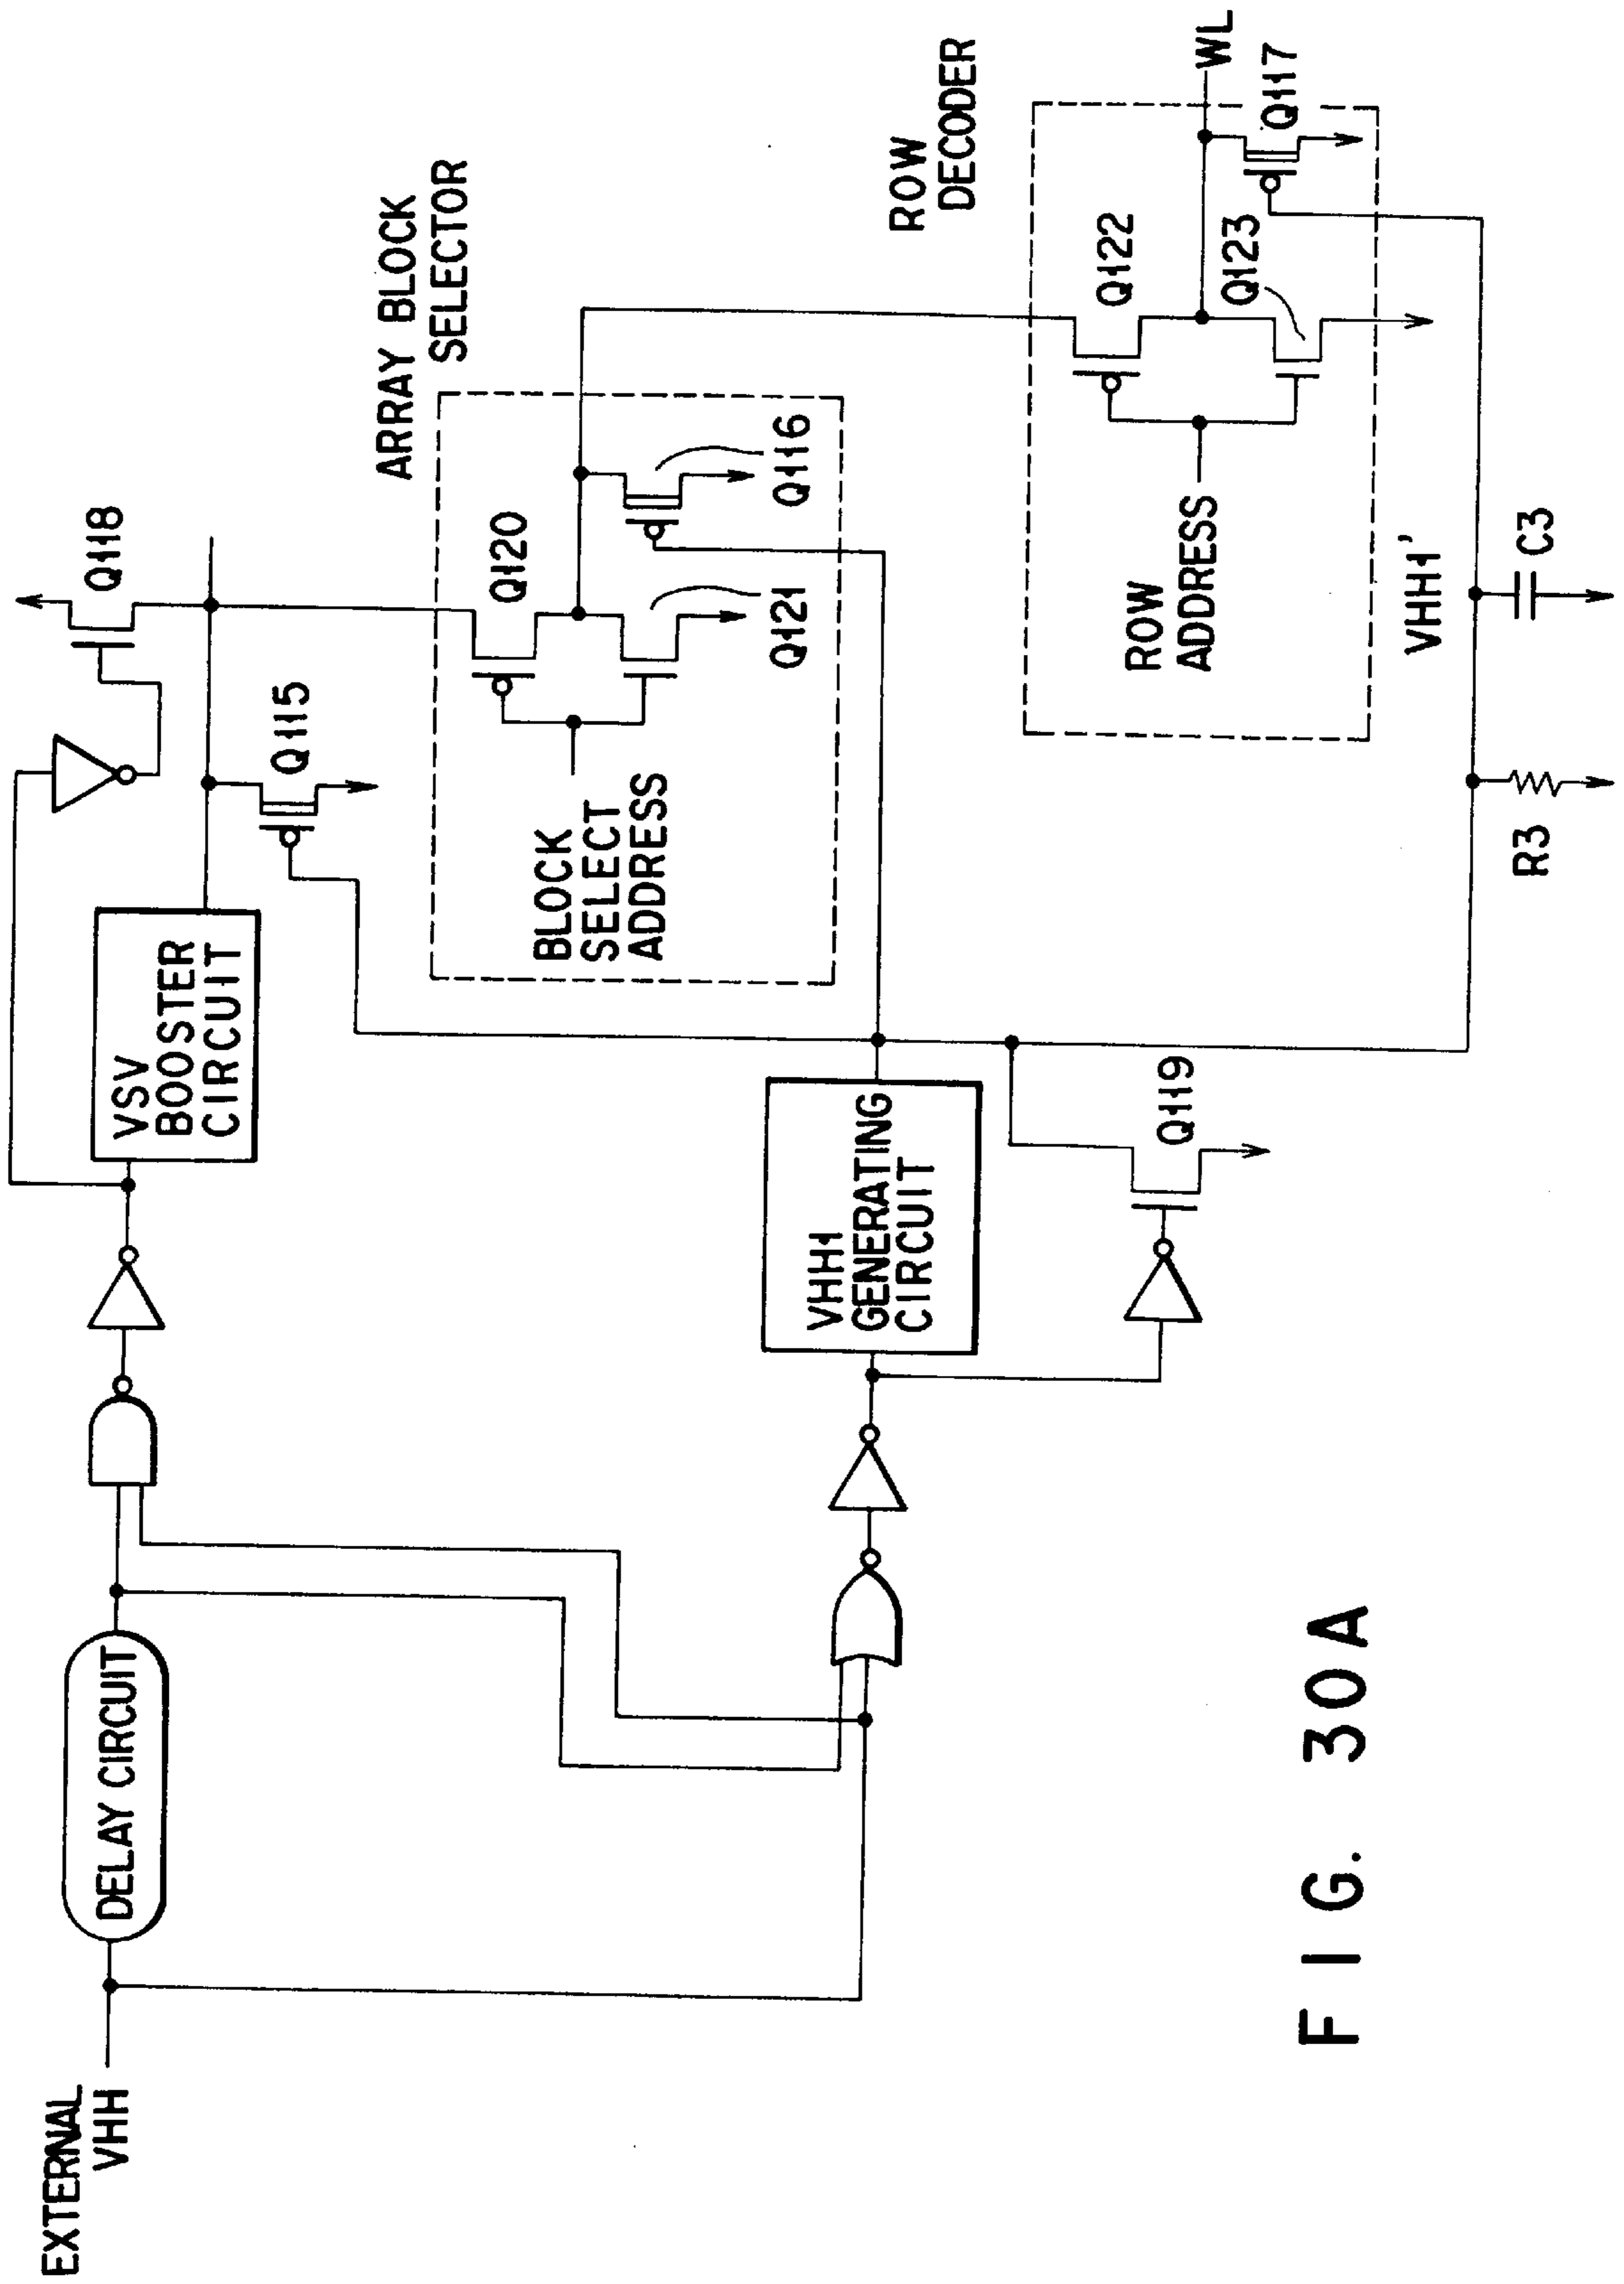 EXTERNAL
VHH
DELAY CIRCUIT
VSV
BOOSTER
CIRCUIT
Q118
Q115
ARRAY BLOCK
SELECTOR
BLOCK
SELECT
ADDRESS
Q120
Q121
Q116
VHH1
GENERATING
CIRCUIT
Q119
ROW
DECODER
ROW
ADDRESS
Q122
Q123
Q117
WL
VHH1'
R3
C3
FIG. 30A